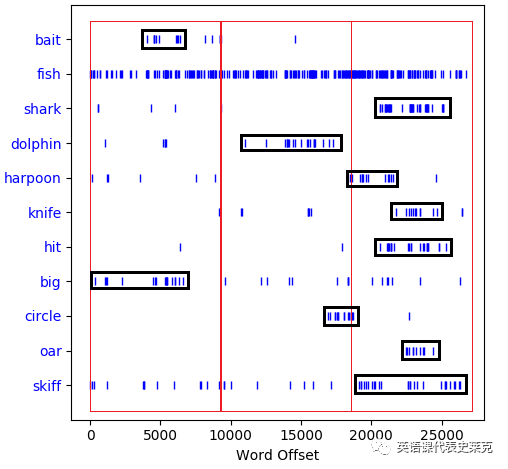 bait
fish
shark
dolphin
harpoon
knife
hit
big
circle
oar
skiff
0 5000 10000 15000 20000 25000
Word Offset
英语课代表史莱克